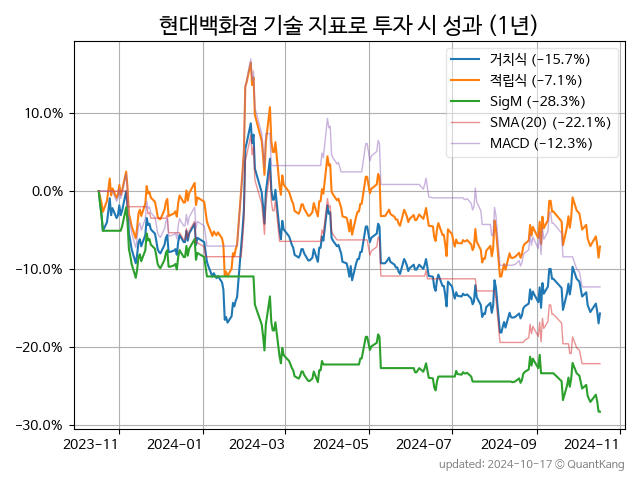 현대백화점 기술 지표로 투자 시 성과 (1년)
거치식 (−15.7%)
적립식 (−7.1%)
SigM (−28.3%)
SMA(20) (−22.1%)
MACD (−12.3%)
10.0%
0.0%
−10.0%
−20.0%
−30.0%
2023−11 2024−01 2024−03 2024−05 2024−07 2024−09 2024−11
updated: 2024-10-17 © QuantKang